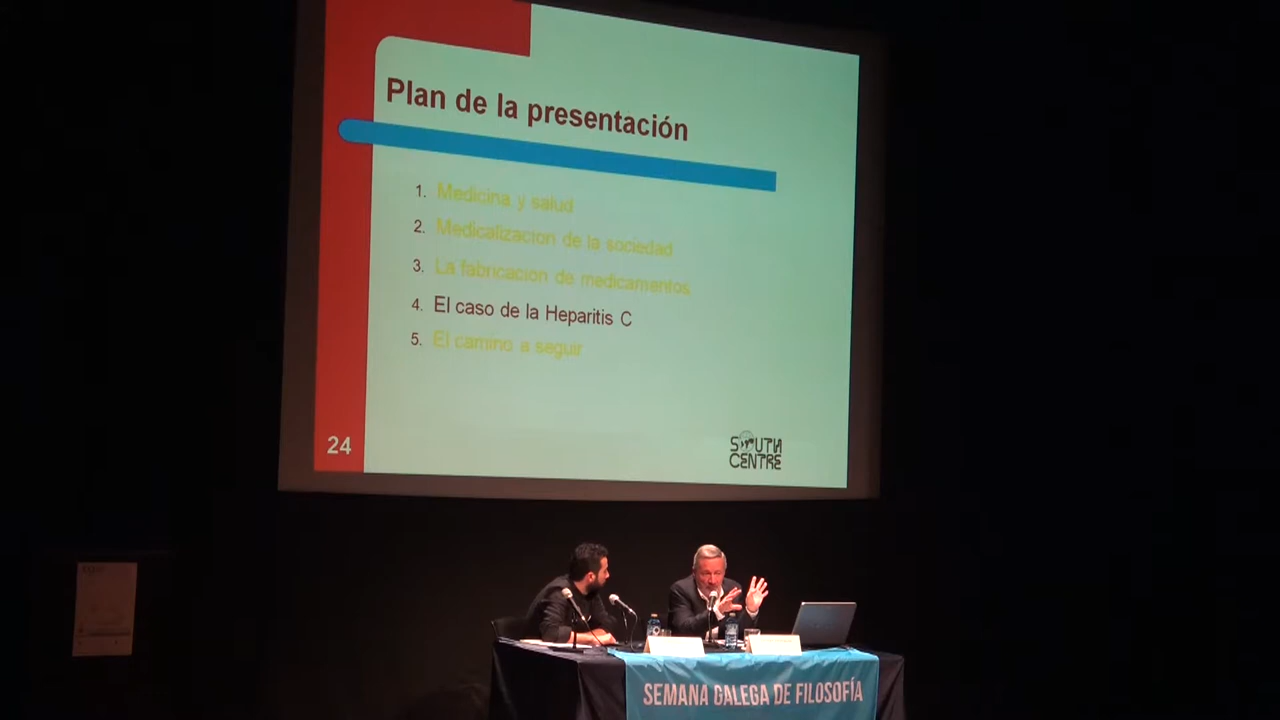 Plan de la presentación
1. Medicina y salud
2. Medicalizacion de la sociedad
3. La fabricacion de medicamentos
4. El caso de la Heparitis C
5. El camino a seguir
24
SOUTH
CENTRE
SEMANA GALEGA DE FILOSOFÍA